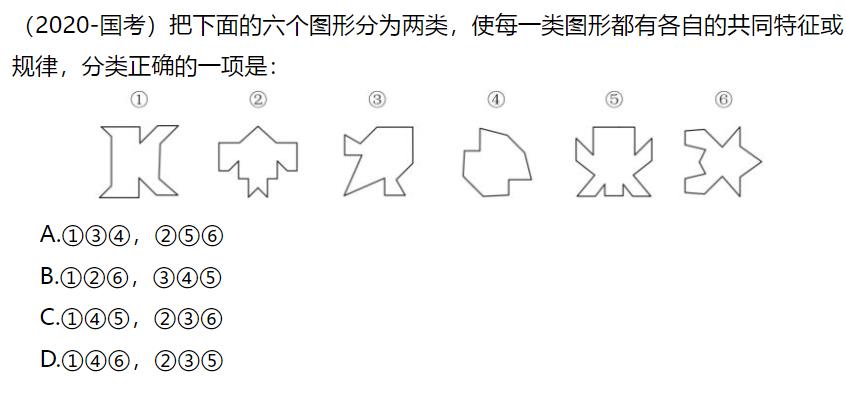 （2020-国考）把下面的六个图形分为两类，使每一类图形都有各自的共同特征或
规律，分类正确的一项是：
① ② ③ ④ ⑤ ⑥
A.①③④，②⑤⑥
B.①②⑥，③④⑤
C.①④⑤，②③⑥
D.①④⑥，②③⑤